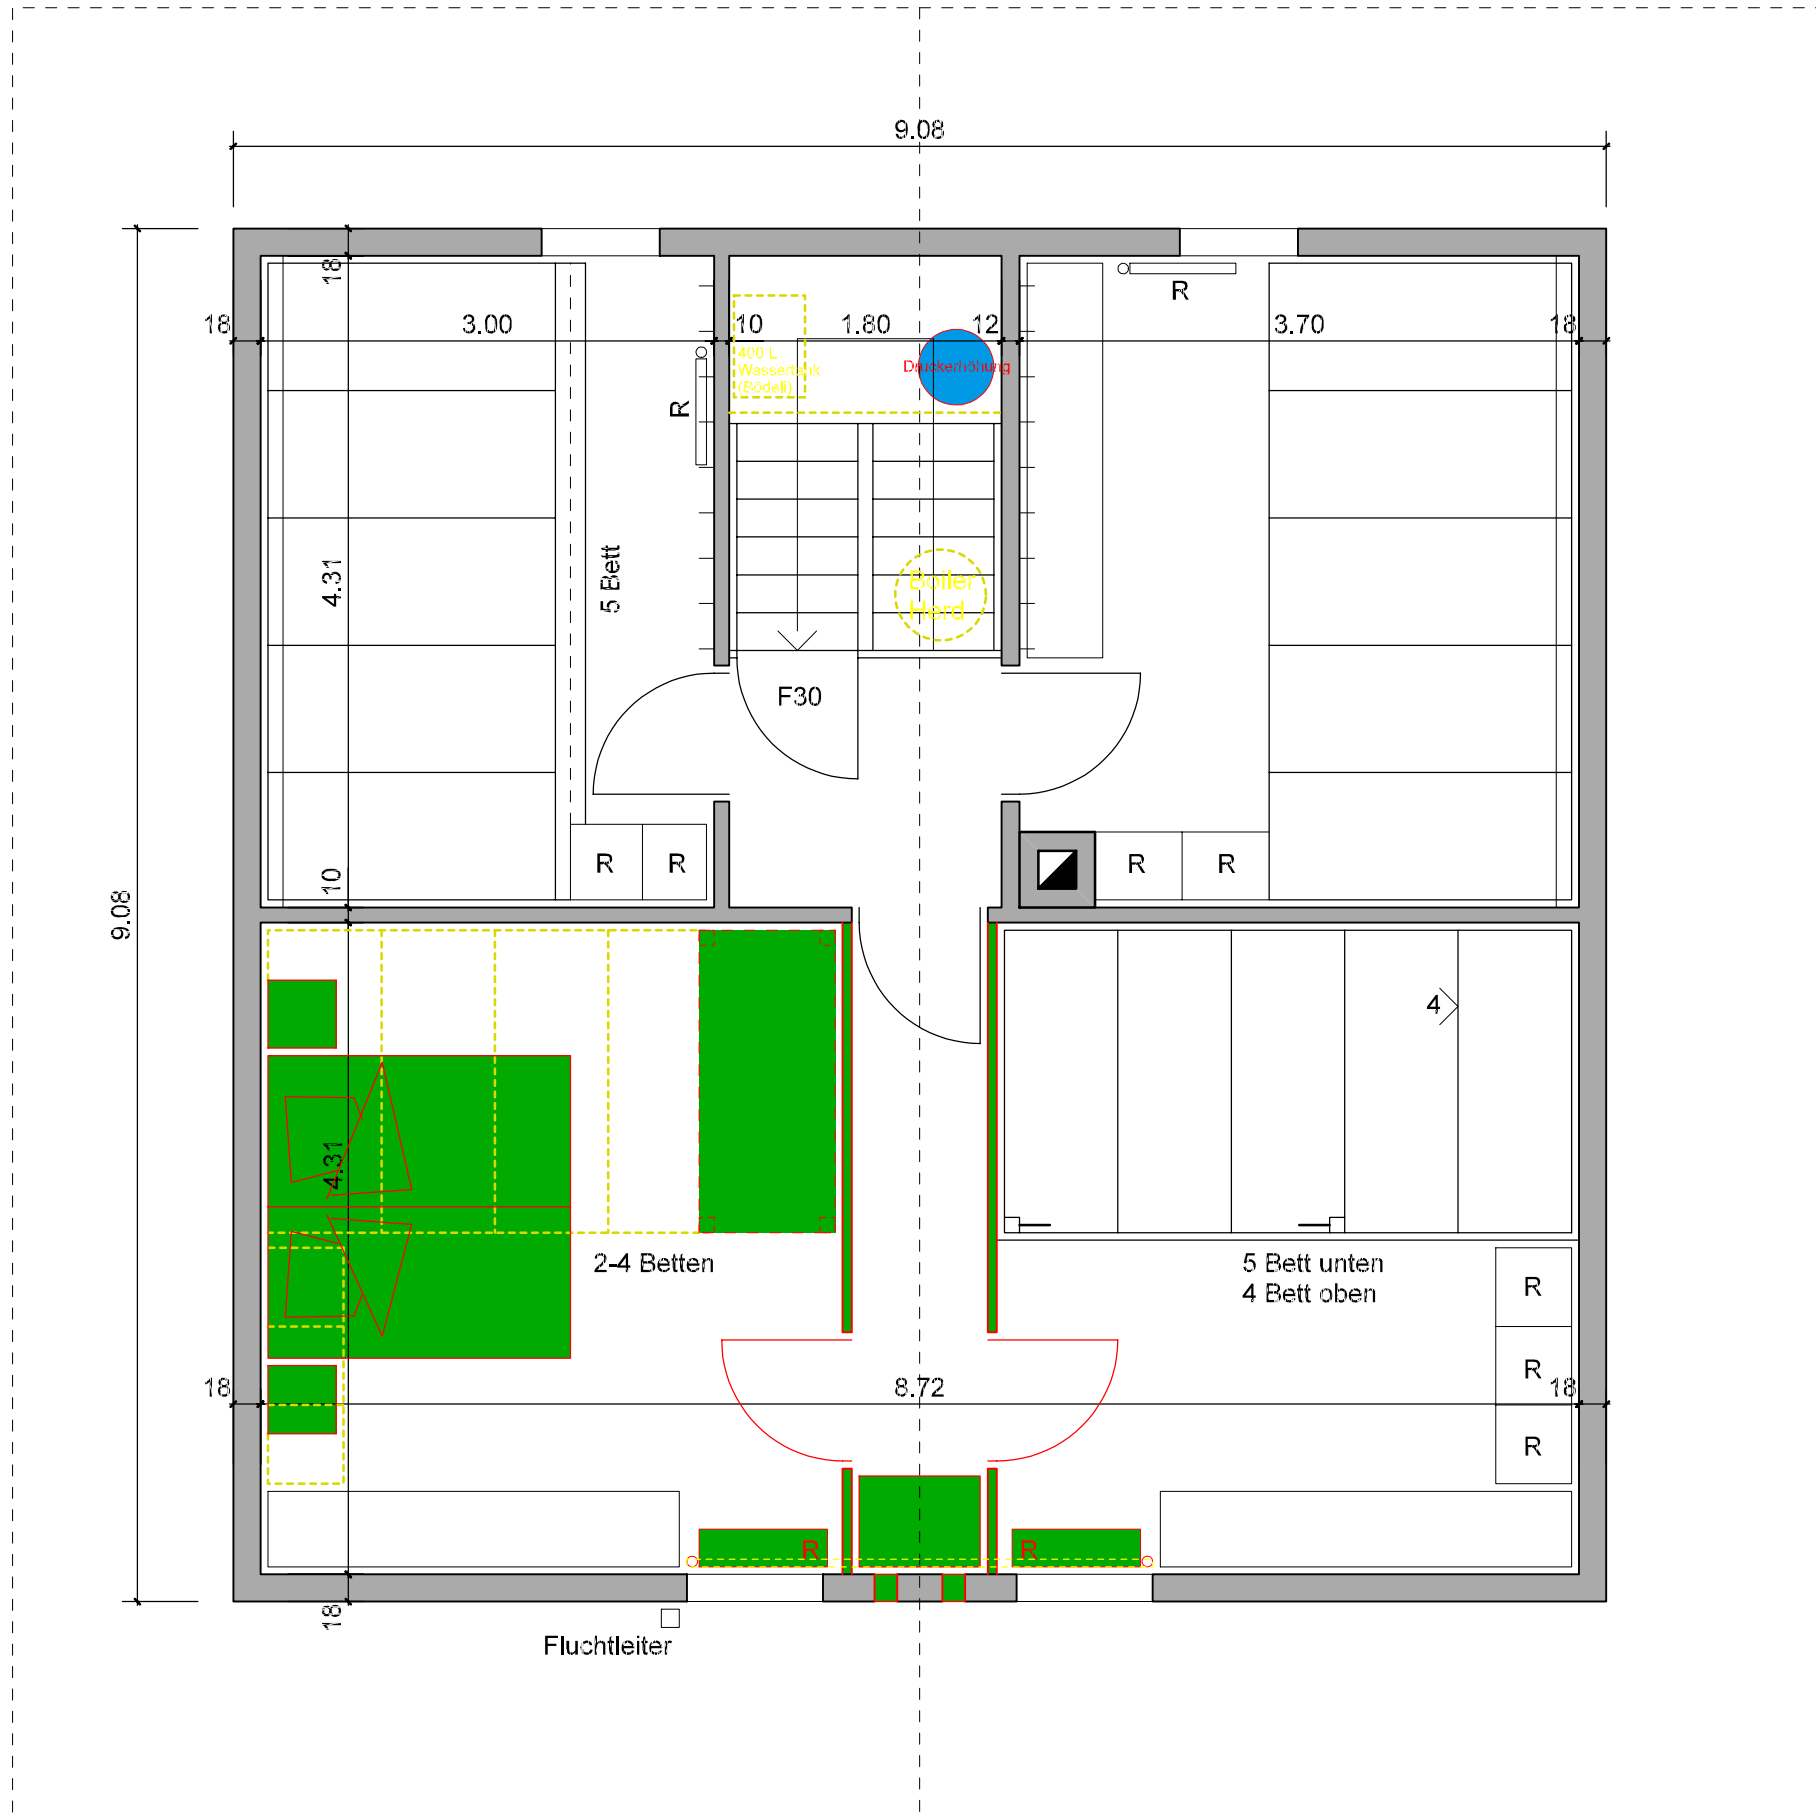 9.08
18
R
18
3.00
10
1.80
12
3.70
18
400 L
Wassertank
(Bödeli)
Druckerhöhung
R
4.31
5 Bett
Boiler
Herd
F30
10
R
R
R
R
9.08
4
4.31
2-4 Betten
5 Bett unten
4 Bett oben
R
R
18
8.72
18
R
R
R
18
Fluchtleiter